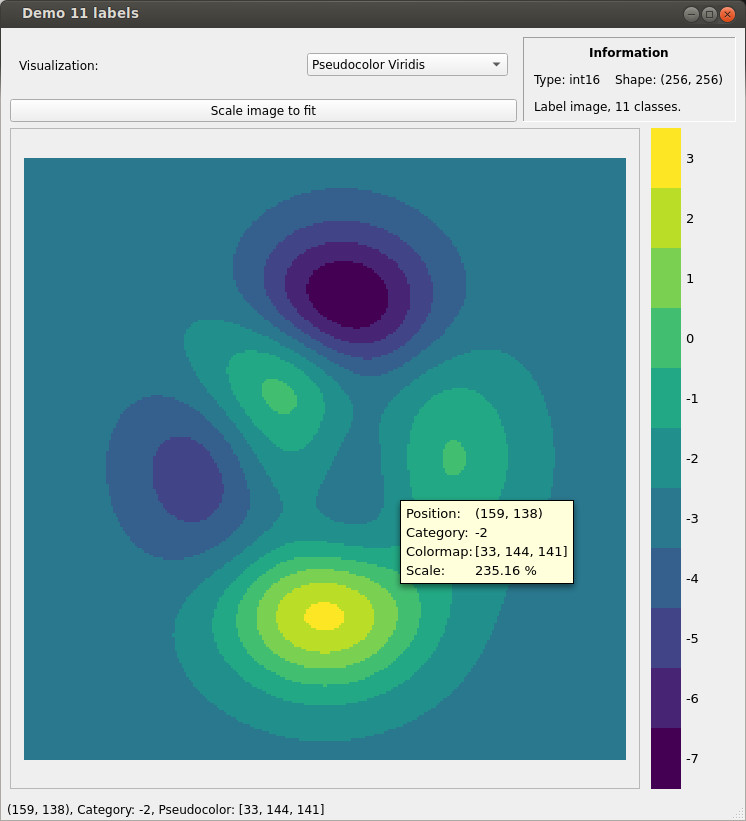 Demo 11 labels
Visualization:
Pseudocolor Viridis
Information
Type: int16 Shape: (256, 256)
Label image, 11 classes.
Scale image to fit
3
2
1
0
-1
-2
-3
-4
-5
-6
-7
Position: (159, 138)
Category: -2
Colormap: [33, 144, 141]
Scale: 235.16 %
(159, 138), Category: -2, Pseudocolor: [33, 144, 141]